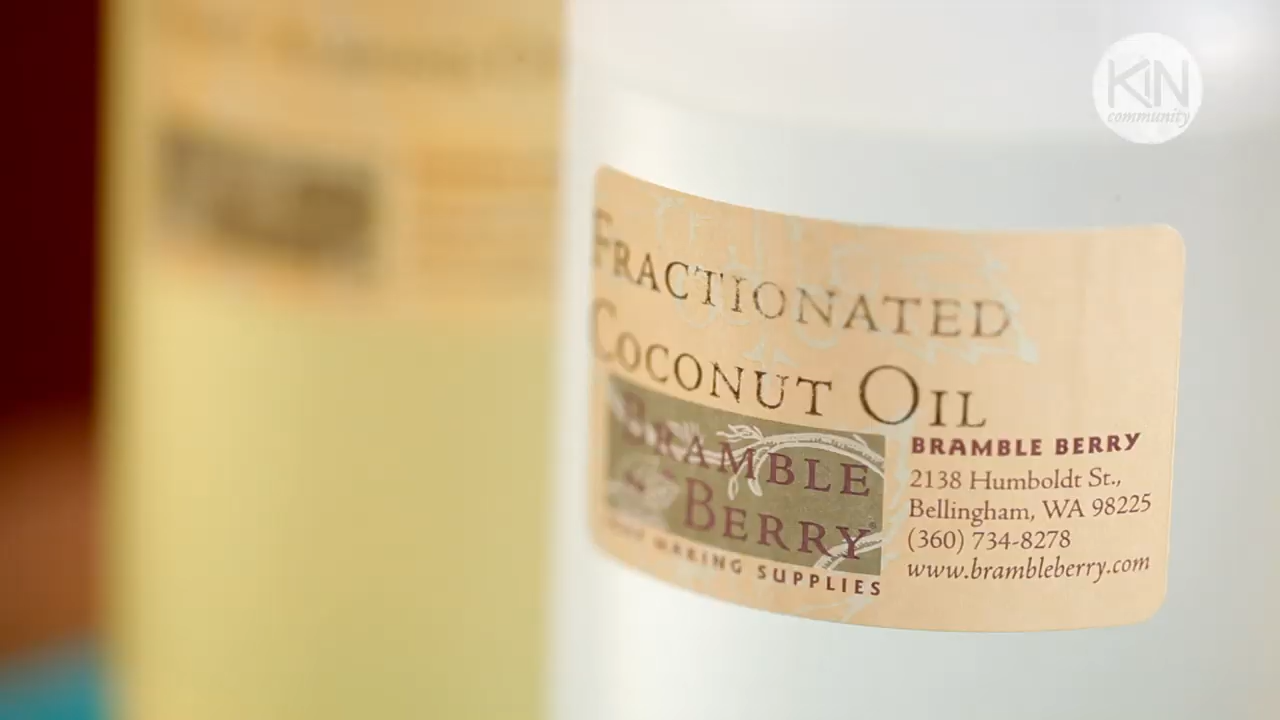 KIN
community
FRACTIONATED
COCONUT OIL
BRAMBLE
BERRY
MAKING SUPPLIES
BRAMBLE BERRY
2138 Humboldt St.,
Bellingham, WA 98225
(360) 734-8278
www.brambleberry.com